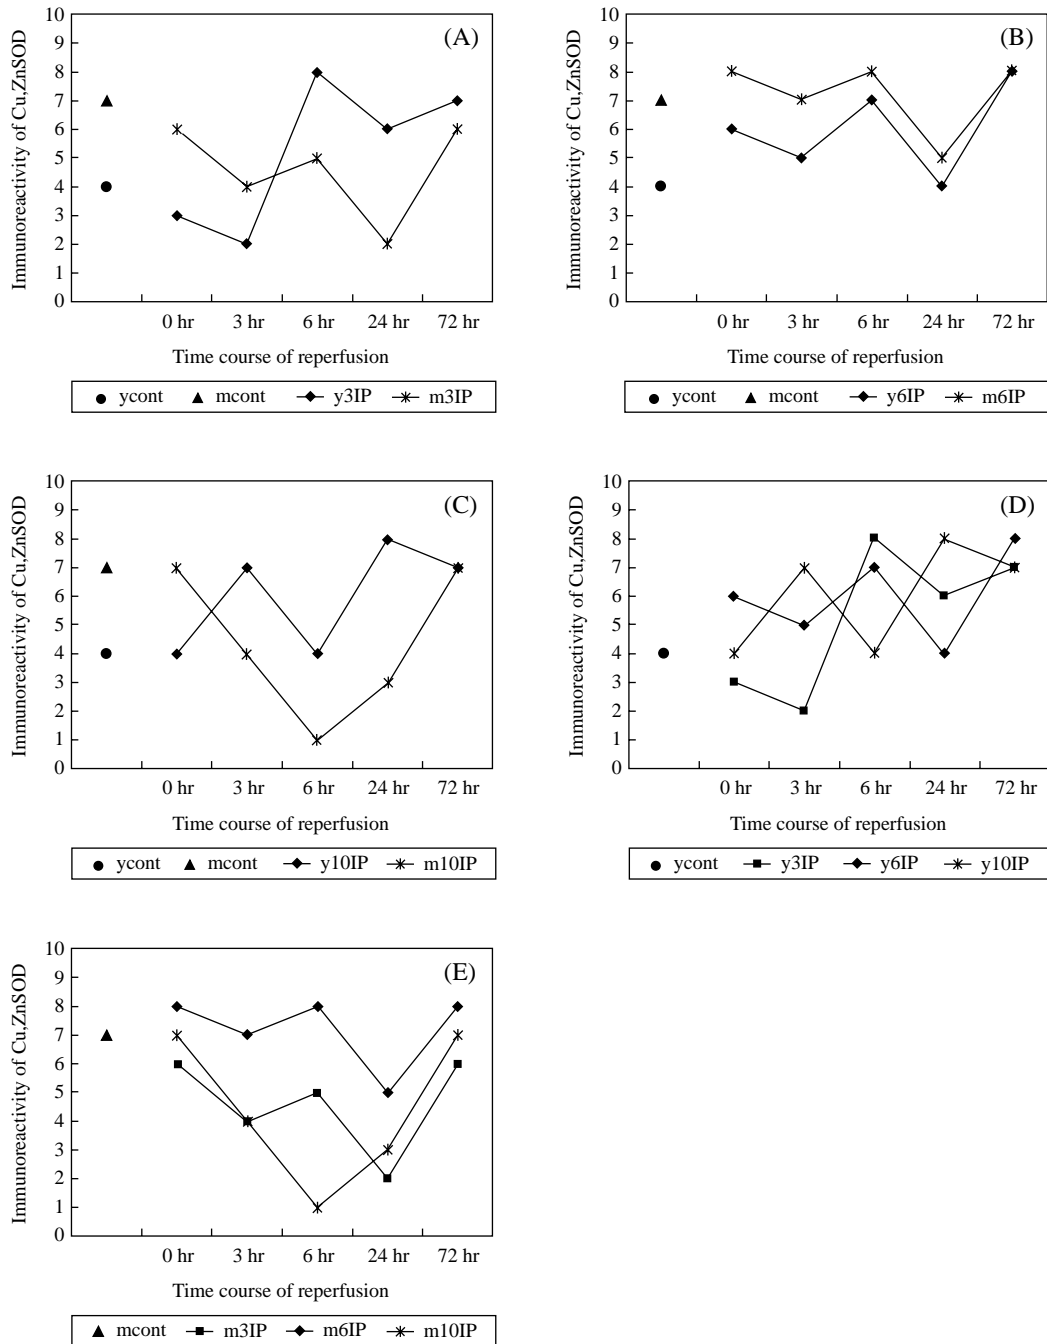 (A)
Immunoreactivity of Cu,ZnSOD
10
9
8
7
6
5
4
3
2
1
0
0 hr 3 hr 6 hr 24 hr 72 hr
Time course of reperfusion
ycont mcont y3IP m3IP
(B)
Immunoreactivity of Cu,ZnSOD
10
9
8
7
6
5
4
3
2
1
0
0 hr 3 hr 6 hr 24 hr 72 hr
Time course of reperfusion
ycont mcont y6IP m6IP
(C)
Immunoreactivity of Cu,ZnSOD
10
9
8
7
6
5
4
3
2
1
0
0 hr 3 hr 6 hr 24 hr 72 hr
Time course of reperfusion
ycont mcont y10IP m10IP
(D)
Immunoreactivity of Cu,ZnSOD
10
9
8
7
6
5
4
3
2
1
0
0 hr 3 hr 6 hr 24 hr 72 hr
Time course of reperfusion
ycont y3IP y6IP y10IP
(E)
Immunoreactivity of Cu,ZnSOD
10
9
8
7
6
5
4
3
2
1
0
0 hr 3 hr 6 hr 24 hr 72 hr
Time course of reperfusion
mcont m3IP m6IP m10IP